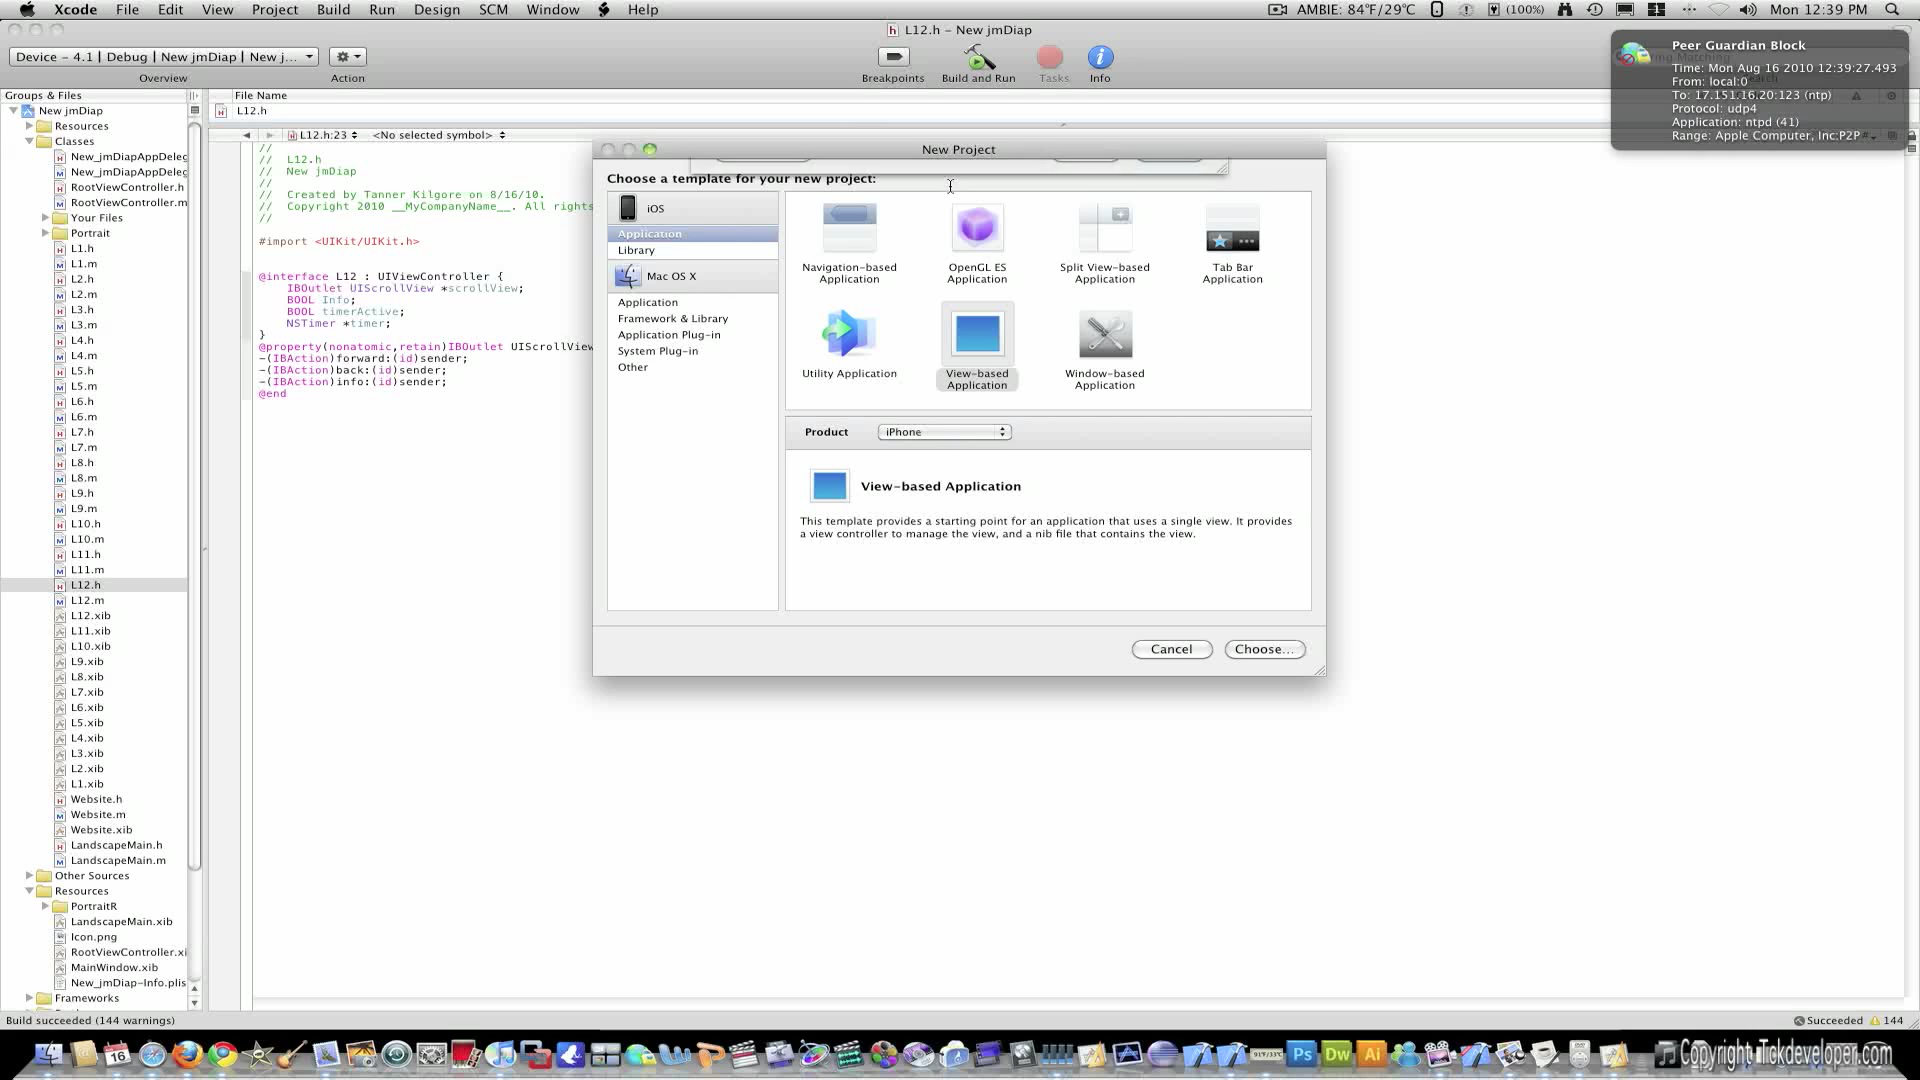 Xcode File Edit View Project Build Run Design SCM Window Help
AMBIE: 84°F/29°C (100%) Mon 12:39 PM
L12.h – New jmDiap
Device – 4.1 | Debug | New jmDiap | New j...
Overview
Action
Breakpoints
Build and Run
Tasks
Info
Peer Guardian Block
Time: Mon Aug 16 2010 12:39:27.493
From: local:0
To: 17.151.16.20:123 (ntp)
Protocol: udp4
Application: ntpd (41)
Range: Apple Computer, Inc:P2P
Groups & Files
New jmDiap
Resources
Classes
New_jmDiapAppDeleg
New_jmDiapAppDeleg
RootViewController.h
RootViewController.m
Your Files
Portrait
L1.h
L1.m
L2.h
L2.m
L3.h
L3.m
L4.h
L4.m
L5.h
L5.m
L6.h
L6.m
L7.h
L7.m
L8.h
L8.m
L9.h
L9.m
L10.h
L10.m
L11.h
L11.m
L12.h
L12.m
L12.xib
L11.xib
L10.xib
L9.xib
L8.xib
L7.xib
L6.xib
L5.xib
L4.xib
L3.xib
L2.xib
L1.xib
Website.h
Website.m
Website.xib
LandscapeMain.h
LandscapeMain.m
Other Sources
Resources
PortraitR
LandscapeMain.xib
Icon.png
RootViewController.xi
MainWindow.xib
New_jmDiap-Info.plis
Frameworks
File Name
L12.h
L12.h:23 <No selected symbol>
//
// L12.h
// New jmDiap
//
// Created by Tanner Kilgore on 8/16/10.
// Copyright 2010 __MyCompanyName__. All rights
//
#import <UIKit/UIKit.h>
@interface L12 : UIViewController {
IBOutlet UIScrollView *scrollView;
BOOL Info;
BOOL timerActive;
NSTimer *timer;
}
@property(nonatomic,retain)IBOutlet UIScrollView
-(IBAction)forward:(id)sender;
-(IBAction)back:(id)sender;
-(IBAction)info:(id)sender;
@end
New Project
Choose a template for your new project:
iOS
Application
Library
Mac OS X
Application
Framework & Library
Application Plug-in
System Plug-in
Other
Navigation-based
Application
OpenGL ES
Application
Split View-based
Application
Tab Bar
Application
Utility Application
View-based
Application
Window-based
Application
Product iPhone
View-based Application
This template provides a starting point for an application that uses a single view. It provides
a view controller to manage the view, and a nib file that contains the view.
Cancel
Choose...
Build succeeded (144 warnings)
Succeeded 144
16
91°F/33°C
Ps
Dw
Ai
Copyright Tckdeveloper.com